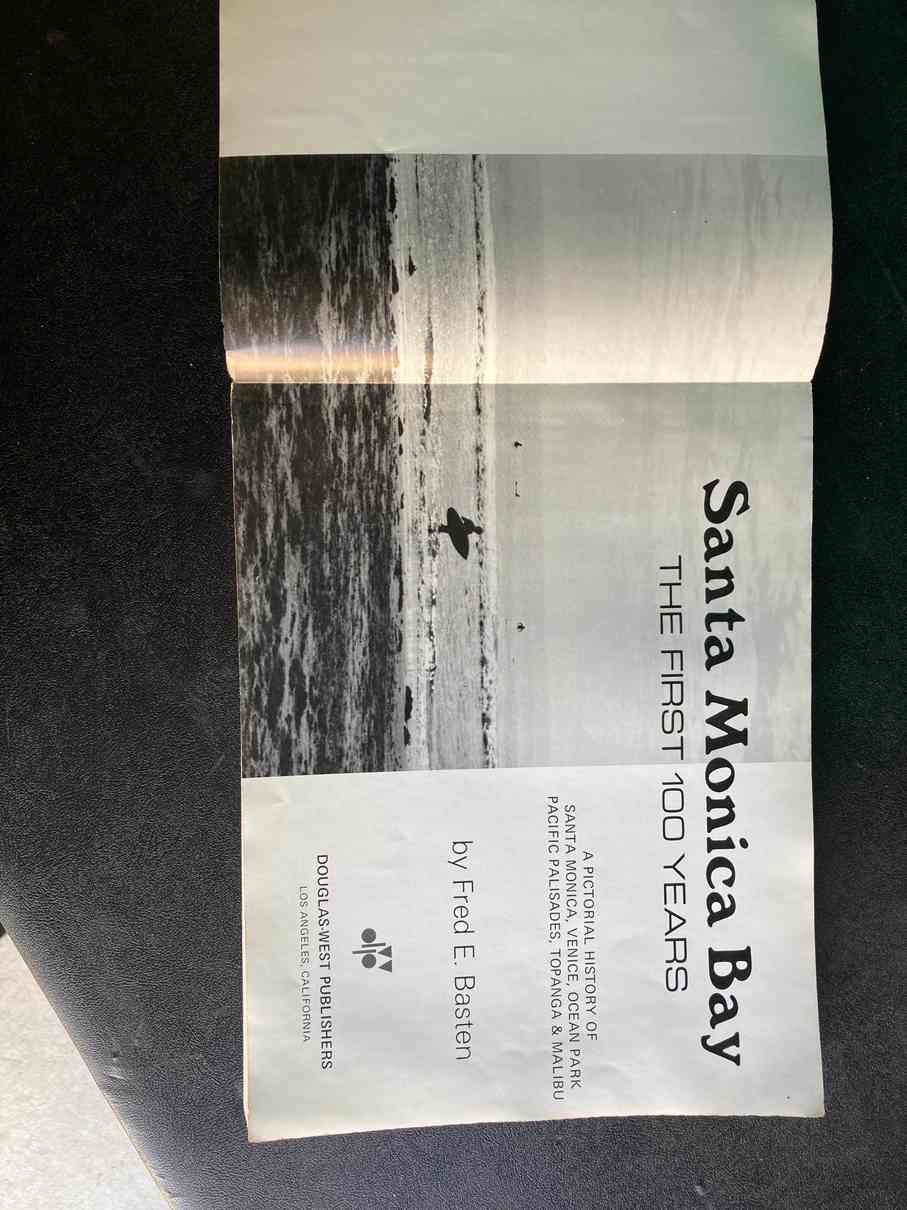 Santa Monica Bay
THE FIRST 100 YEARS
A PICTORIAL HISTORY OF
SANTA MONICA, VENICE, OCEAN PARK
PACIFIC PALISADES, TOPANGA & MALIBU
by Fred E. Basten
DOUGLAS-WEST PUBLISHERS
LOS ANGELES, CALIFORNIA